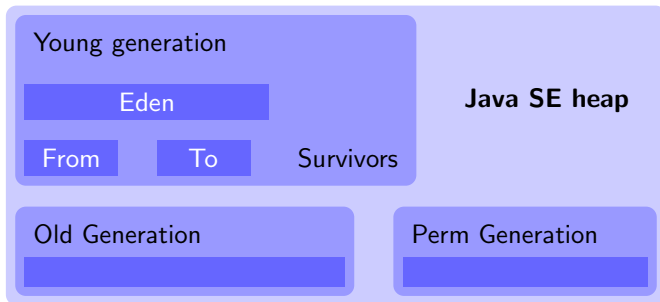 Young generation
Eden
Java SE heap
From To Survivors
Old Generation
Perm Generation